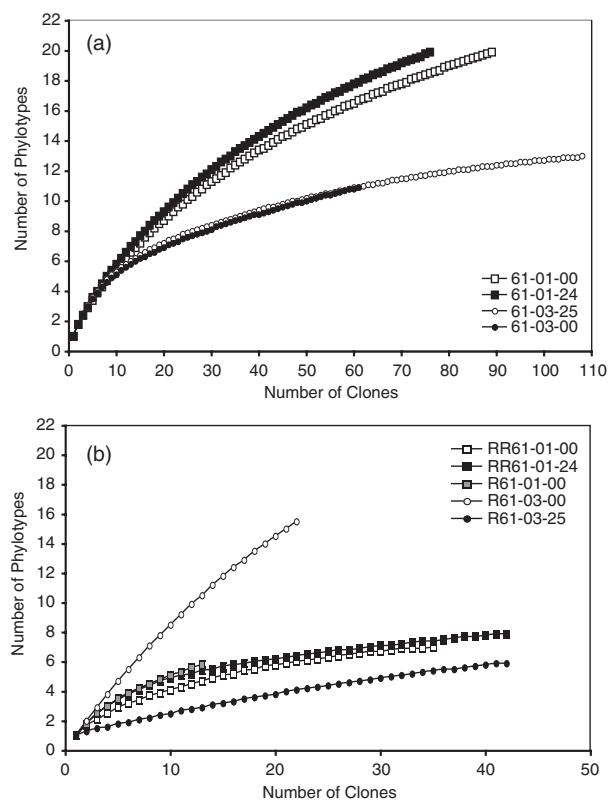 (a)
22
20
18
16
14
12
10
8
6
4
2
0
Number of Phylotypes
0 10 20 30 40 50 60 70 80 90 100 110
Number of Clones
61-01-00
61-01-24
61-03-25
61-03-00
(b)
22
20
18
16
14
12
10
8
6
4
2
0
Number of Phylotypes
0 10 20 30 40 50
Number of Clones
RR61-01-00
RR61-01-24
R61-01-00
R61-03-00
R61-03-25